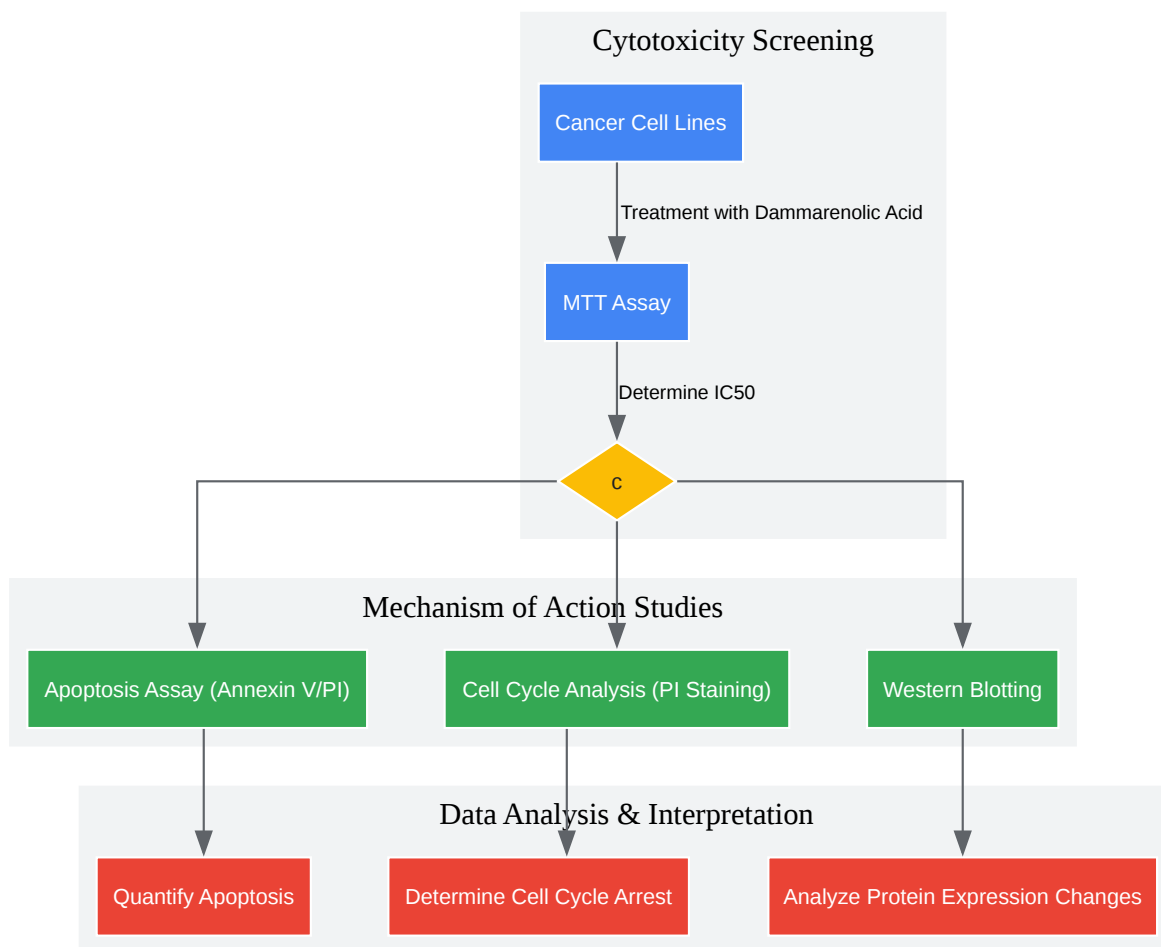 Cytotoxicity Screening
Cancer Cell Lines
Treatment with Dammarenolic Acid
MTT Assay
Determine IC50
c
Mechanism of Action Studies
Apoptosis Assay (Annexin V/PI)
Cell Cycle Analysis (PI Staining)
Western Blotting
Data Analysis & Interpretation
Quantify Apoptosis
Determine Cell Cycle Arrest
Analyze Protein Expression Changes